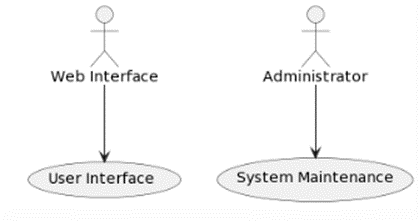 Web Interface
Administrator
User Interface
System Maintenance